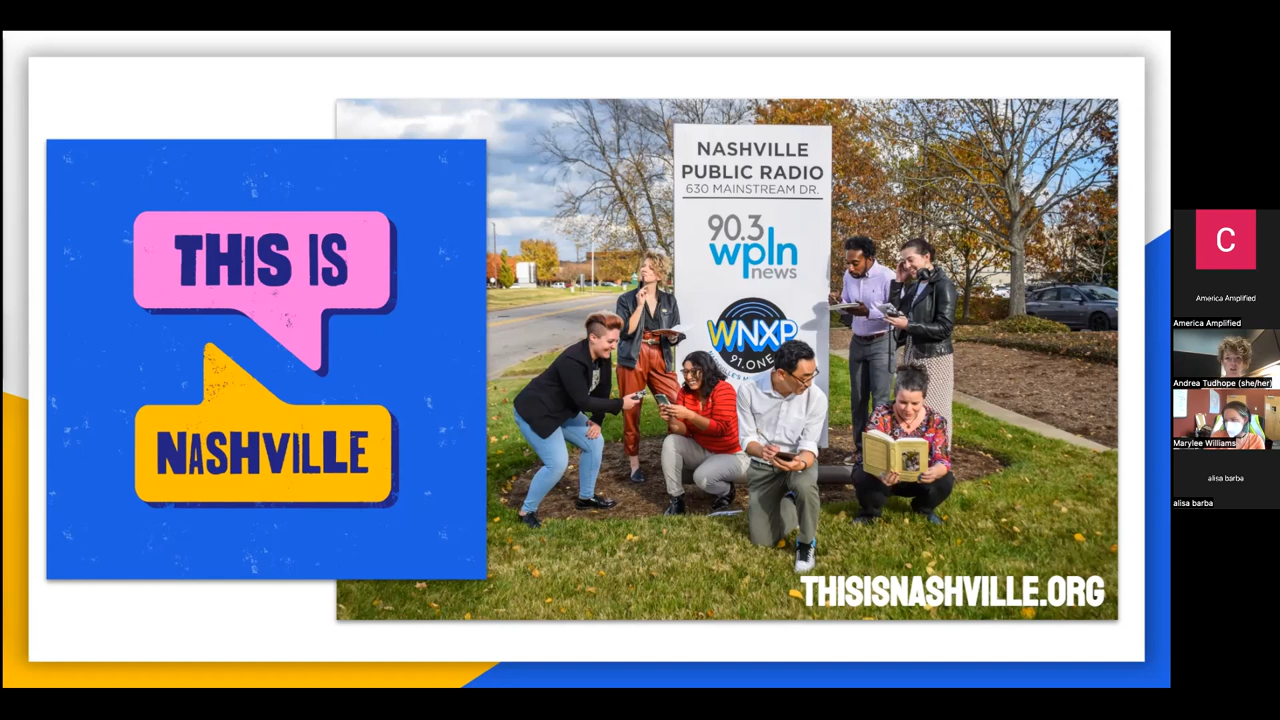 THIS IS
NASHVILLE
NASHVILLE
PUBLIC RADIO
630 MAINSTREAM DR.
90.3
wpln
news
WNXP
91.ONE
THISISNASHVILLE.ORG
C
America Amplified
America Amplified
Andrea Tudhope (she/her)
Marylee Williams
alisa barba
alisa barba